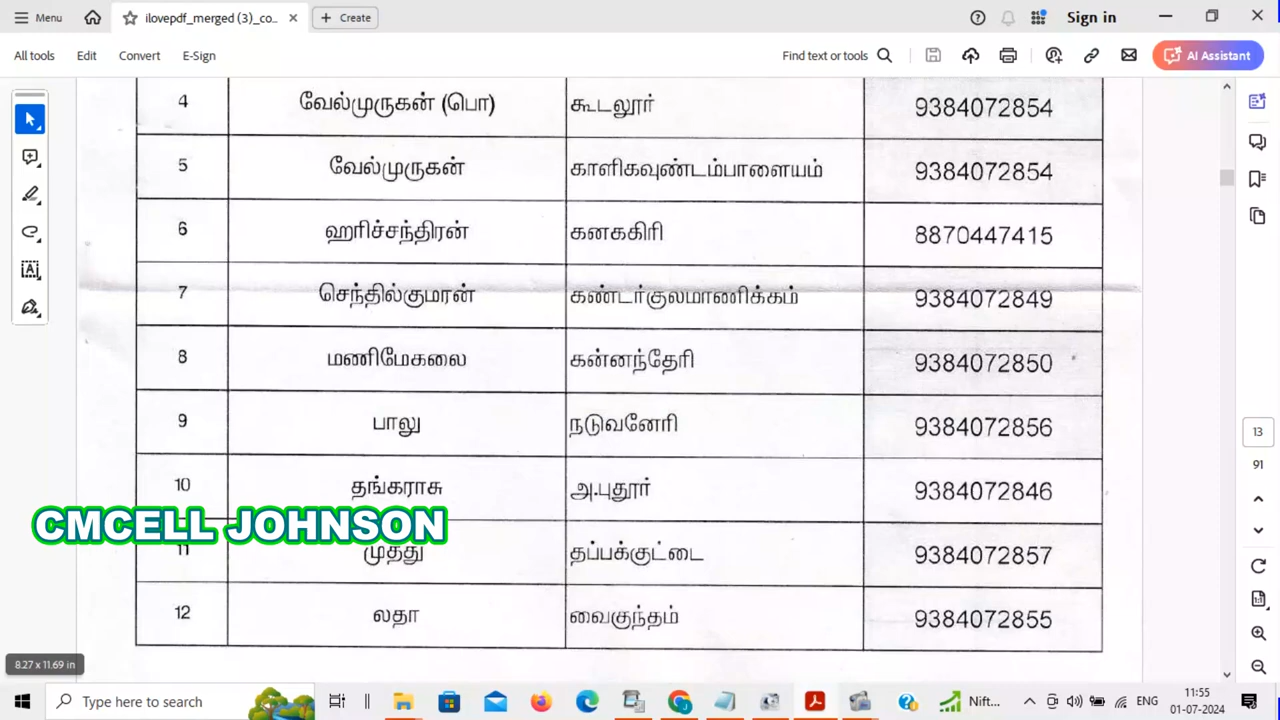 Menu ilovepdf_merged (3)_co... Create Sign in
All tools Edit Convert E-Sign Find text or tools AI Assistant
4 வேல்முருகன் (பொ) கூடலூர் 9384072854
5 வேல்முருகன் காளிகவுண்டம்பாளையம் 9384072854
6 ஹரிச்சந்திரன் கனககிரி 8870447415
7 செந்தில்குமரன் கண்டர்குலமாணிக்கம் 9384072849
8 மணிமேகலை கன்னந்தேரி 9384072850
9 பாலு நடுவனேரி 9384072856
13
91
10 தங்கராசு அ.புதூர் 9384072846
CMCELL JOHNSON
11 முத்து தப்பக்குட்டை 9384072857
12 லதா வைகுந்தம் 9384072855
8.27 x 11.69 in
Type here to search Nift... ENG 11:55
01-07-2024